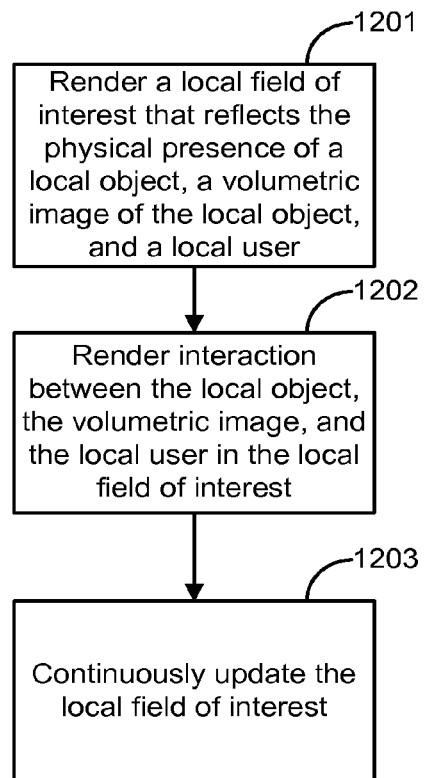 1201
Render a local field of
interest that reflects the
physical presence of a
local object, a volumetric
image of the local object,
and a local user
1202
Render interaction
between the local object,
the volumetric image, and
the local user in the local
field of interest
1203
Continuously update the
local field of interest